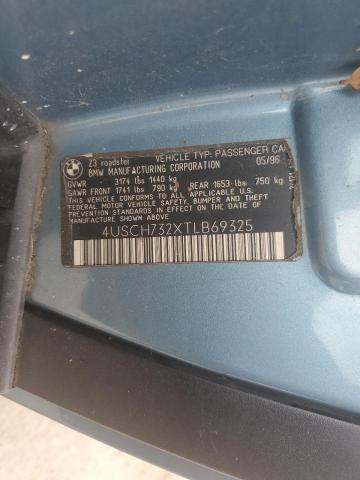 BMW
Z3 roadster VEHICLE TYP: PASSENGER CAR
BMW MANUFACTURING CORPORATION 05/96
GVWR 3174 lbs 1440 kg
GAWR FRONT 1741 lbs 790 kg REAR 1653 lbs 750 kg
THIS VEHICLE CONFORMS TO ALL APPLICABLE U.S.
FEDERAL MOTOR VEHICLE SAFETY, BUMPER AND THEFT
PREVENTION STANDARDS IN EFFECT ON THE DATE OF
MANUFACTURE SHOWN ABOVE
4USCH732XTLB69325